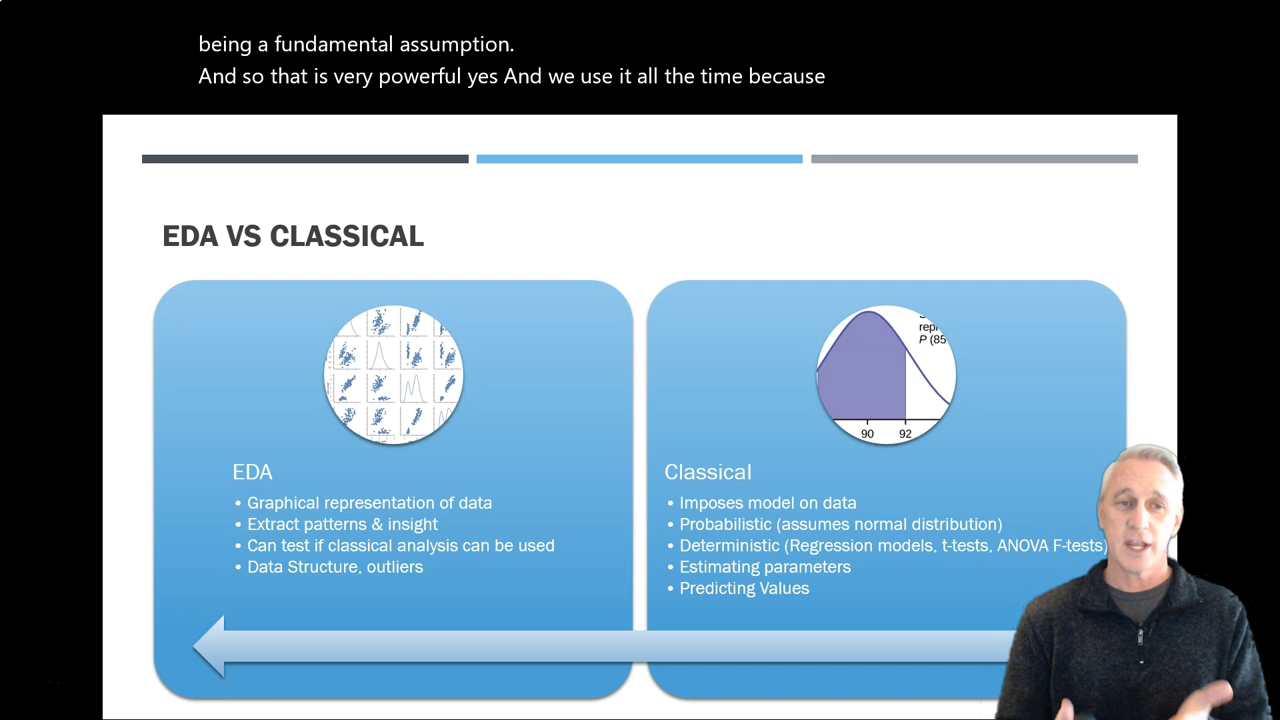 being a fundamental assumption.
And so that is very powerful yes And we use it all the time because
EDA VS CLASSICAL
EDA
• Graphical representation of data
• Extract patterns & insight
• Can test if classical analysis can be used
• Data Structure, outliers
P (85
90 92
Classical
• Imposes model on data
• Probabilistic (assumes normal distribution)
• Deterministic (Regression models, t-tests, ANOVA F-tests)
• Estimating parameters
• Predicting Values